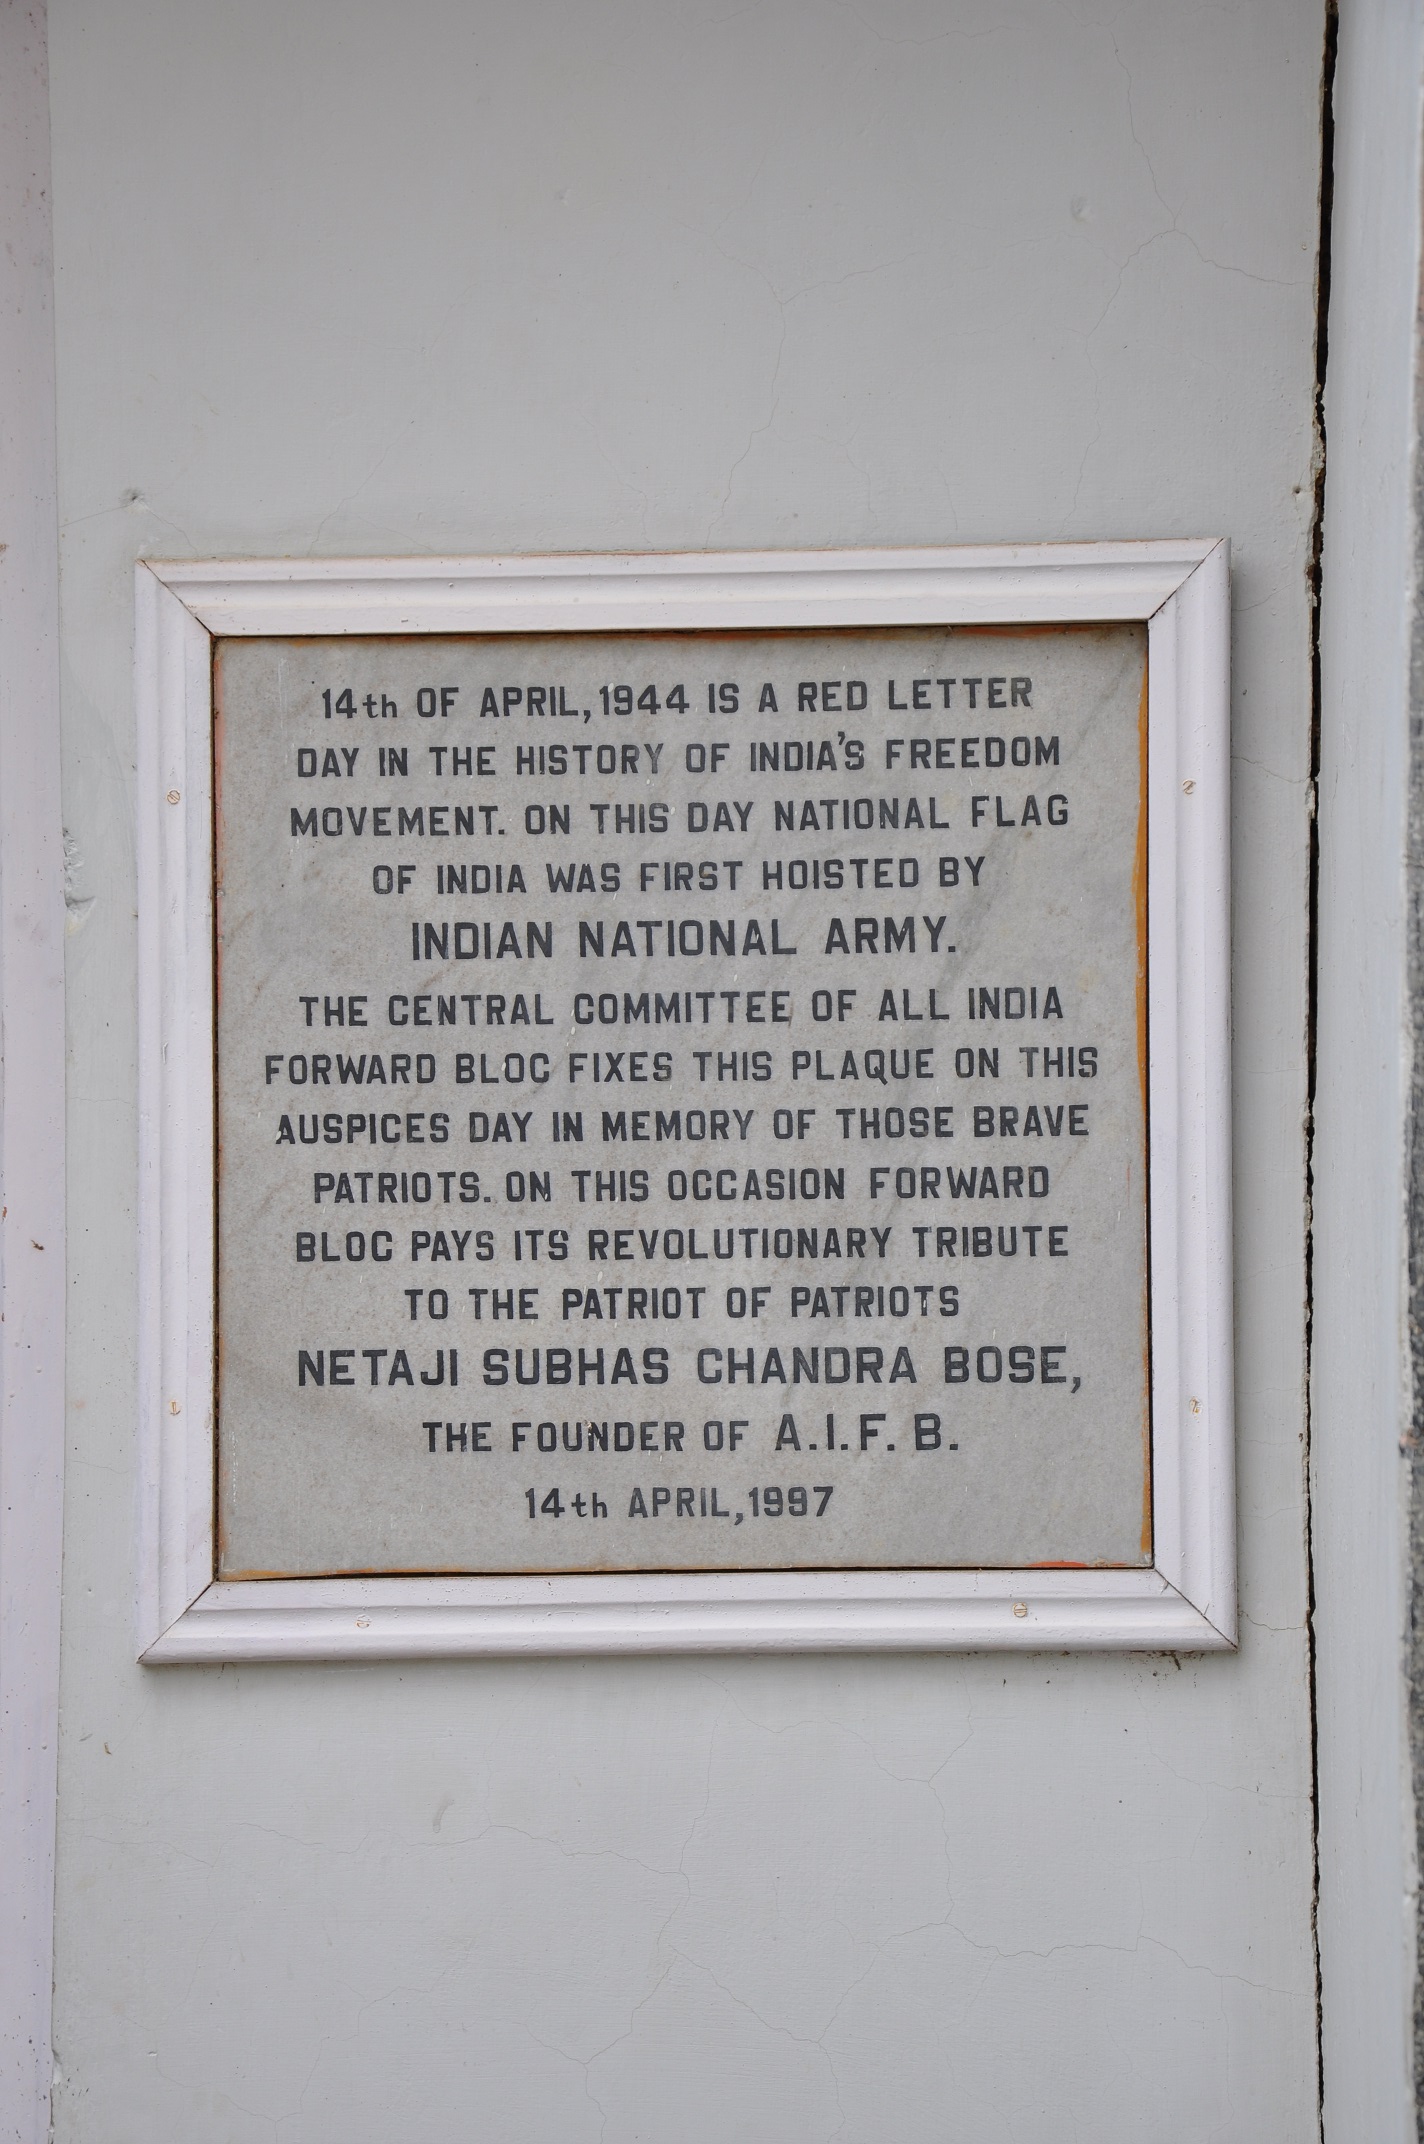 14th OF APRIL, 1944 IS A RED LETTER
DAY IN THE HISTORY OF INDIA'S FREEDOM
MOVEMENT. ON THIS DAY NATIONAL FLAG
OF INDIA WAS FIRST HOISTED BY
INDIAN NATIONAL ARMY.
THE CENTRAL COMMITTEE OF ALL INDIA
FORWARD BLOC FIXES THIS PLAQUE ON THIS
AUSPICES DAY IN MEMORY OF THOSE BRAVE
PATRIOTS. ON THIS OCCASION FORWARD
BLOC PAYS ITS REVOLUTIONARY TRIBUTE
TO THE PATRIOT OF PATRIOTS
NETAJI SUBHAS CHANDRA BOSE,
THE FOUNDER OF A.I.F.B.
14th APRIL, 1997